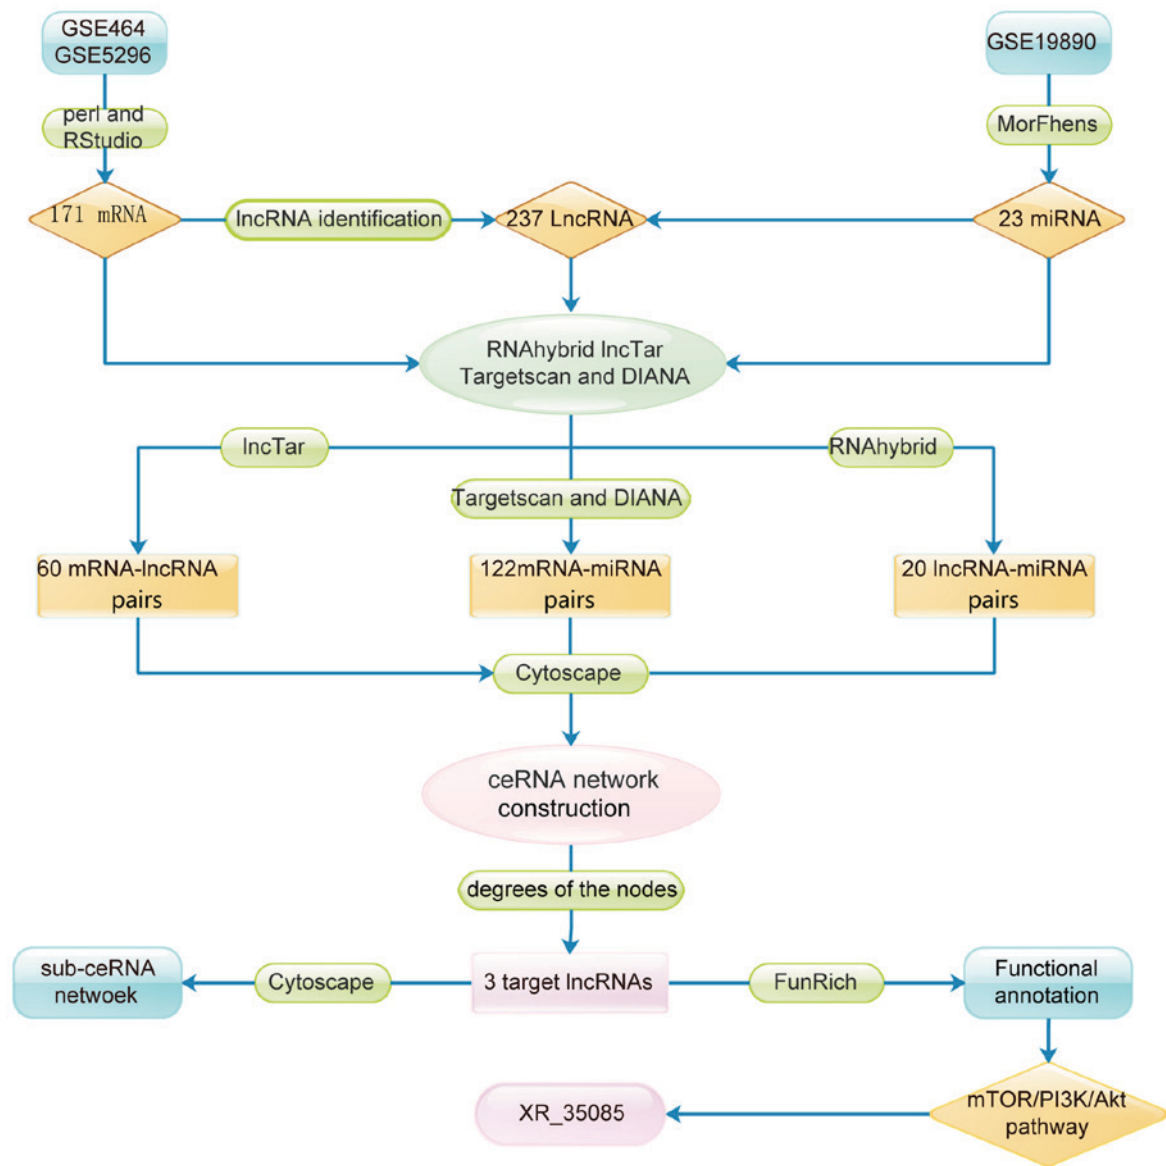 GSE464
GSE5296
GSE19890
perl and
RStudio
MorFhens
171 mRNA
lncRNA identification
237 LncRNA
23 miRNA
RNAhybrid lncTar
Targetscan and DIANA
lncTar
RNAhybrid
Targetscan and DIANA
60 mRNA-lncRNA
pairs
122mRNA-miRNA
pairs
20 lncRNA-miRNA
pairs
Cytoscape
ceRNA network
construction
degrees of the nodes
sub-ceRNA
netwoek
Cytoscape
3 target lncRNAs
FunRich
Functional
annotation
XR_35085
mTOR/PI3K/Akt
pathway